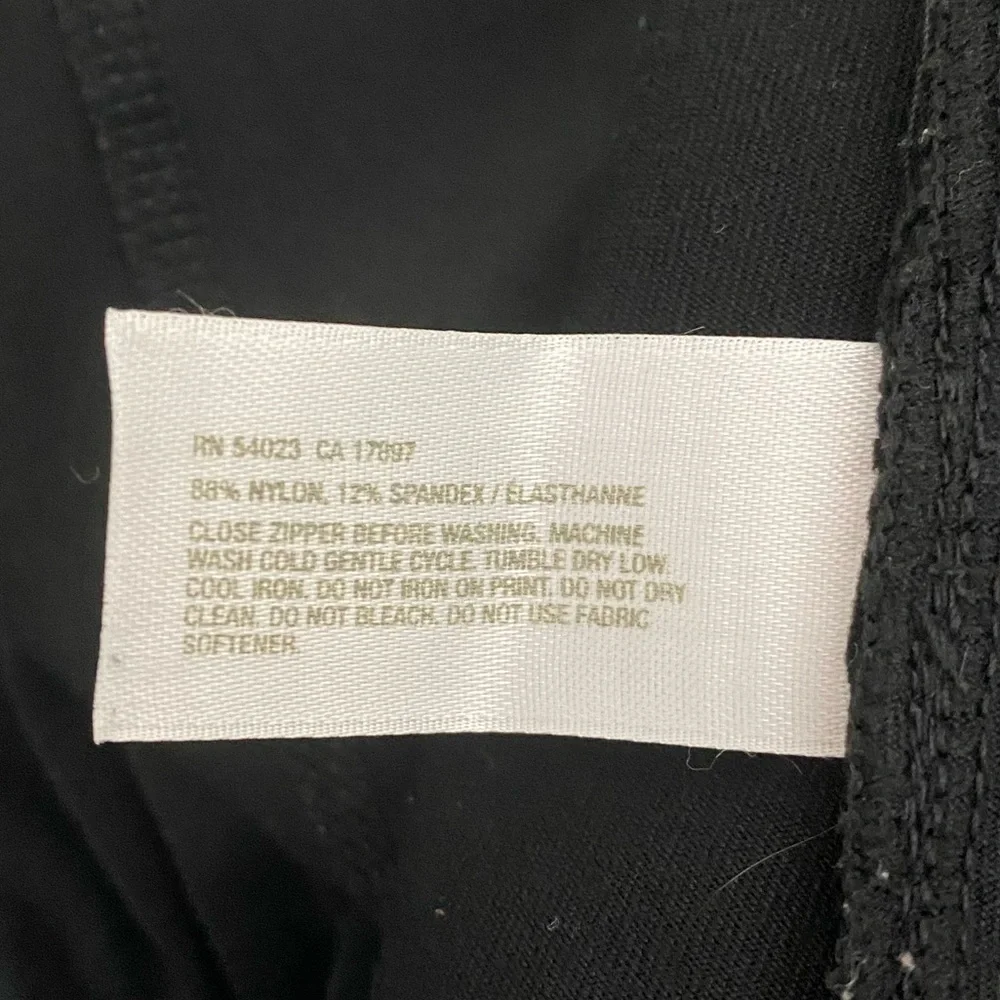 RN 54023 CA 17897
88% NYLON, 12% SPANDEX / ELASTHANNE
CLOSE ZIPPER BEFORE WASHING. MACHINE
WASH COLD GENTLE CYCLE. TUMBLE DRY LOW.
COOL IRON. DO NOT IRON ON PRINT. DO NOT DRY
CLEAN. DO NOT BLEACH. DO NOT USE FABRIC
SOFTENER.